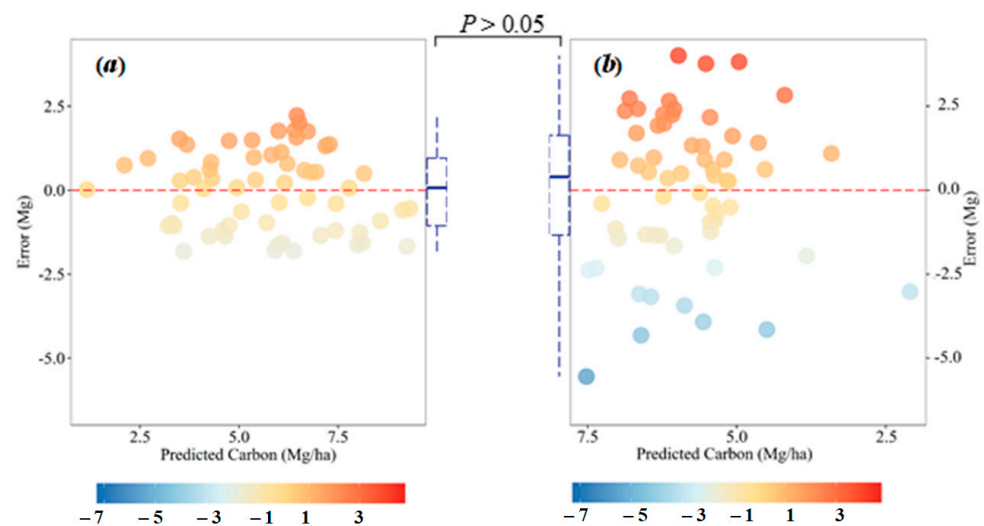 P > 0.05
(a)
(b)
2.5
0.0
-2.5
-5.0
Error (Mg)
2.5
0.0
-2.5
-5.0
Error (Mg)
2.5 5.0 7.5
Predicted Carbon (Mg/ha)
7.5 5.0 2.5
Predicted Carbon (Mg/ha)
−7 −5 −3 −1 1 3
−7 −5 −3 −1 1 3